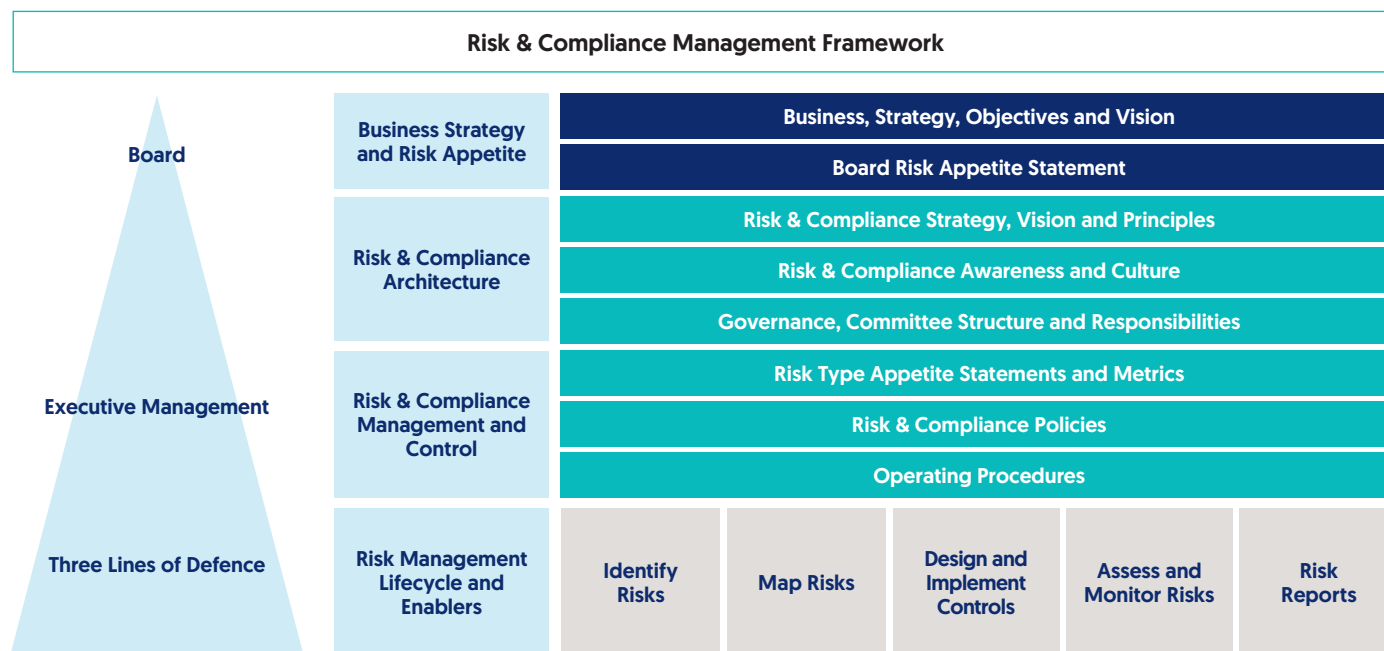 Risk & Compliance Management Framework
Board
Business Strategy
and Risk Appetite
Business, Strategy, Objectives and Vision
Board Risk Appetite Statement
Risk & Compliance
Architecture
Risk & Compliance Strategy, Vision and Principles
Risk & Compliance Awareness and Culture
Governance, Committee Structure and Responsibilities
Executive Management
Risk & Compliance
Management and
Control
Risk Type Appetite Statements and Metrics
Risk & Compliance Policies
Operating Procedures
Three Lines of Defence
Risk Management
Lifecycle and
Enablers
Identify
Risks
Map Risks
Design and
Implement
Controls
Assess and
Monitor Risks
Risk
Reports